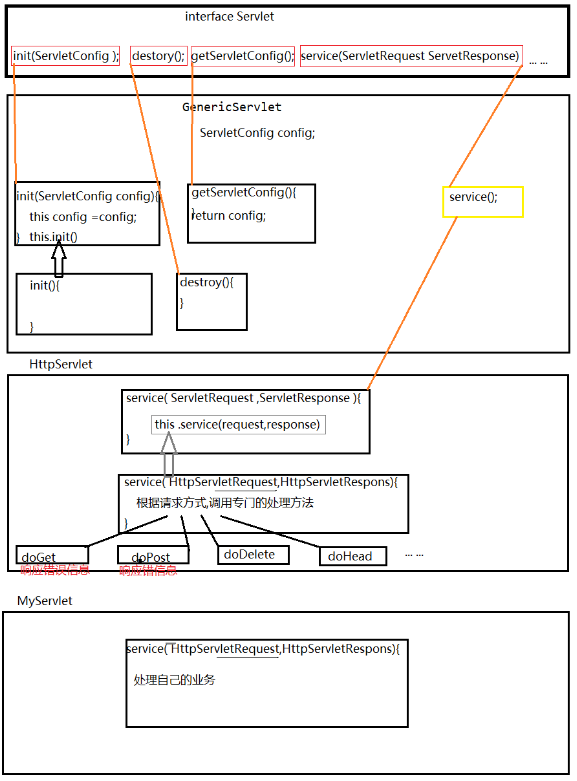 interface Servlet
init(ServletConfig ); destory(); getServletConfig(); service(ServletRequest ServetResponse) ... ...
GenericServlet
ServletConfig config;
init(ServletConfig config){
this config =config;
} this.init()
getServletConfig(){
return config;
}
service();
init(){
}
destroy(){
}
HttpServlet
service( ServletRequest ,ServletResponse ){
this .service(request,response)
}
service( HttpServletRequest,HttpServletRespons){
根据请求方式,调用专门的处理方法
}
doGet doPost doDelete doHead ... ...
响应错误信息 响应错信息
MyServlet
service( HttpServletRequest,HttpServletRespons){
处理自己的业务